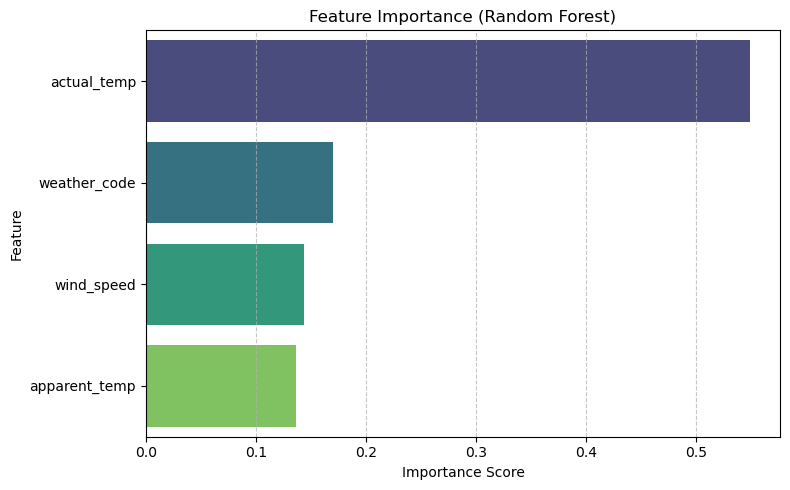 Feature Importance (Random Forest)
Feature
actual_temp
weather_code
wind_speed
apparent_temp
0.0 0.1 0.2 0.3 0.4 0.5
Importance Score